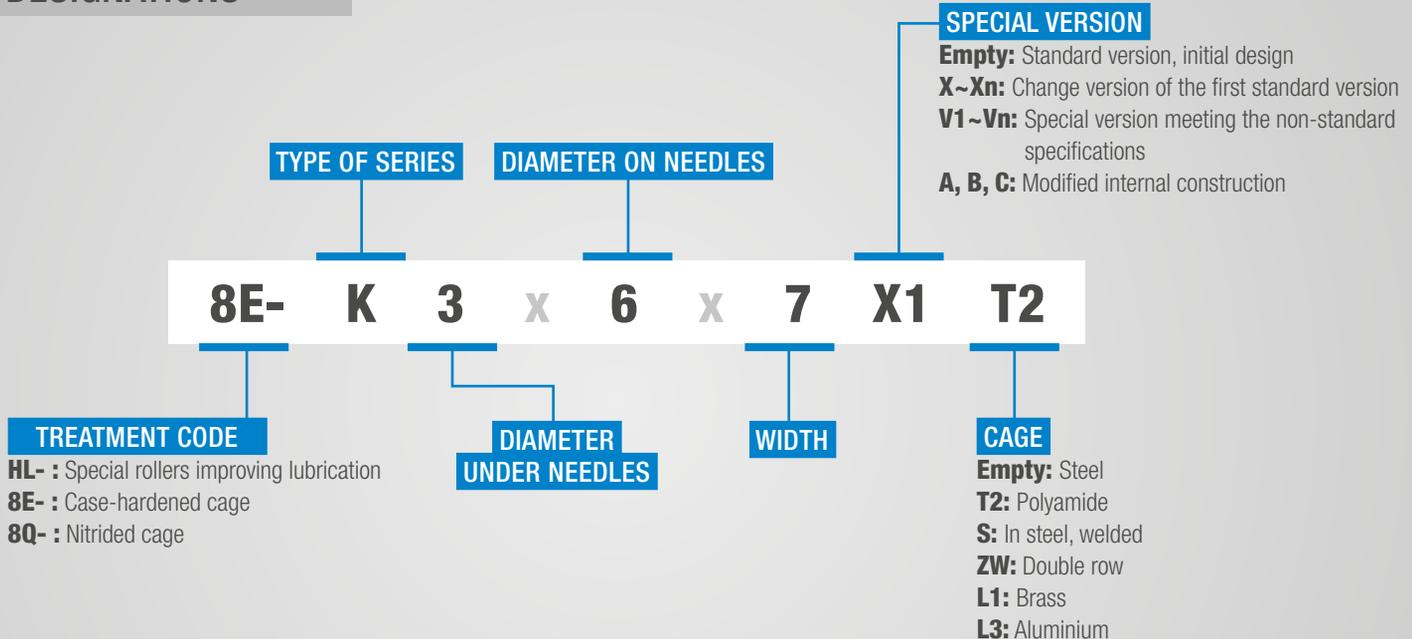 DESIGNATIONS
SPECIAL VERSION
Empty: Standard version, initial design
X~Xn: Change version of the first standard version
V1~Vn: Special version meeting the non-standard
specifications
A, B, C: Modified internal construction
TYPE OF SERIES
DIAMETER ON NEEDLES
8E- K 3 x 6 x 7 X1 T2
TREATMENT CODE
HL- : Special rollers improving lubrication
8E- : Case-hardened cage
8Q- : Nitrided cage
DIAMETER
UNDER NEEDLES
WIDTH
CAGE
Empty: Steel
T2: Polyamide
S: In steel, welded
ZW: Double row
L1: Brass
L3: Aluminium